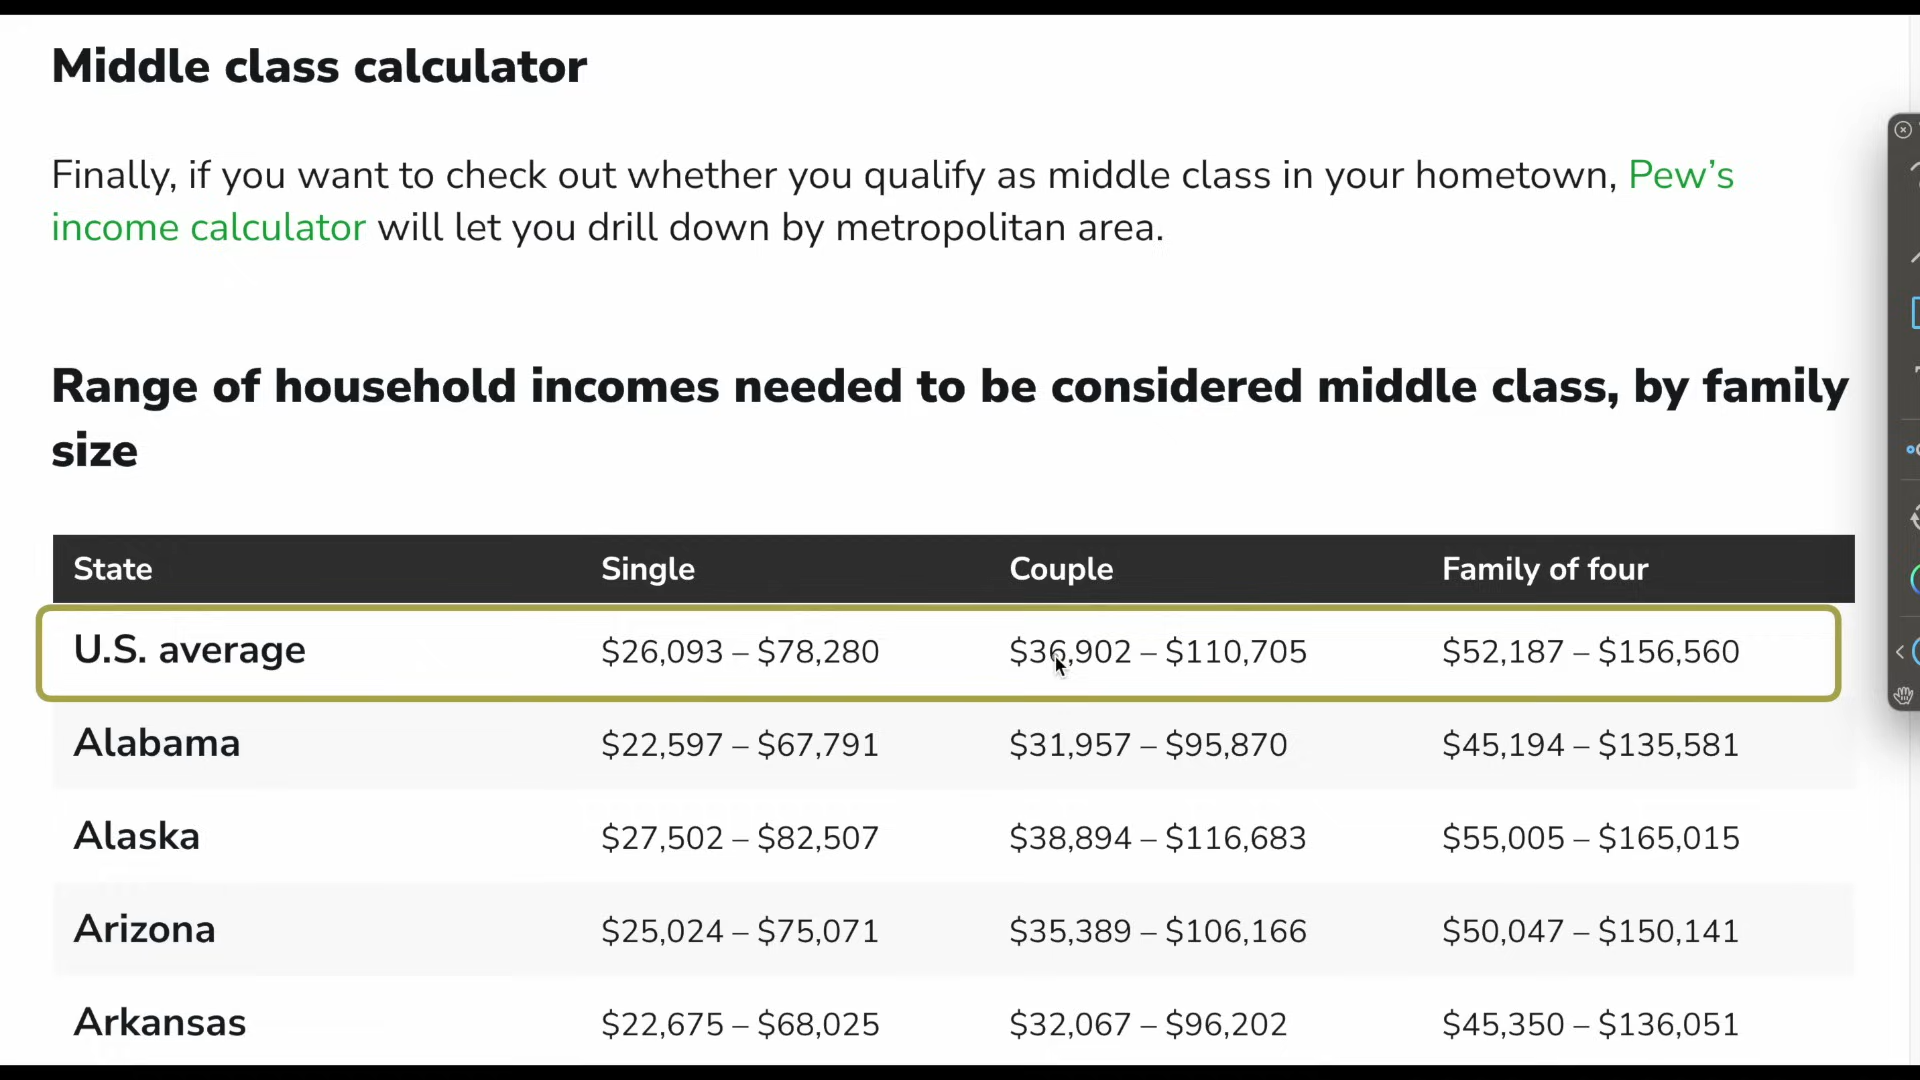 Middle class calculator
Finally, if you want to check out whether you qualify as middle class in your hometown, Pew’s
income calculator will let you drill down by metropolitan area.
Range of household incomes needed to be considered middle class, by family
size
State Single Couple Family of four
U.S. average $26,093 – $78,280 $36,902 – $110,705 $52,187 – $156,560
Alabama $22,597 – $67,791 $31,957 – $95,870 $45,194 – $135,581
Alaska $27,502 – $82,507 $38,894 – $116,683 $55,005 – $165,015
Arizona $25,024 – $75,071 $35,389 – $106,166 $50,047 – $150,141
Arkansas $22,675 – $68,025 $32,067 – $96,202 $45,350 – $136,051